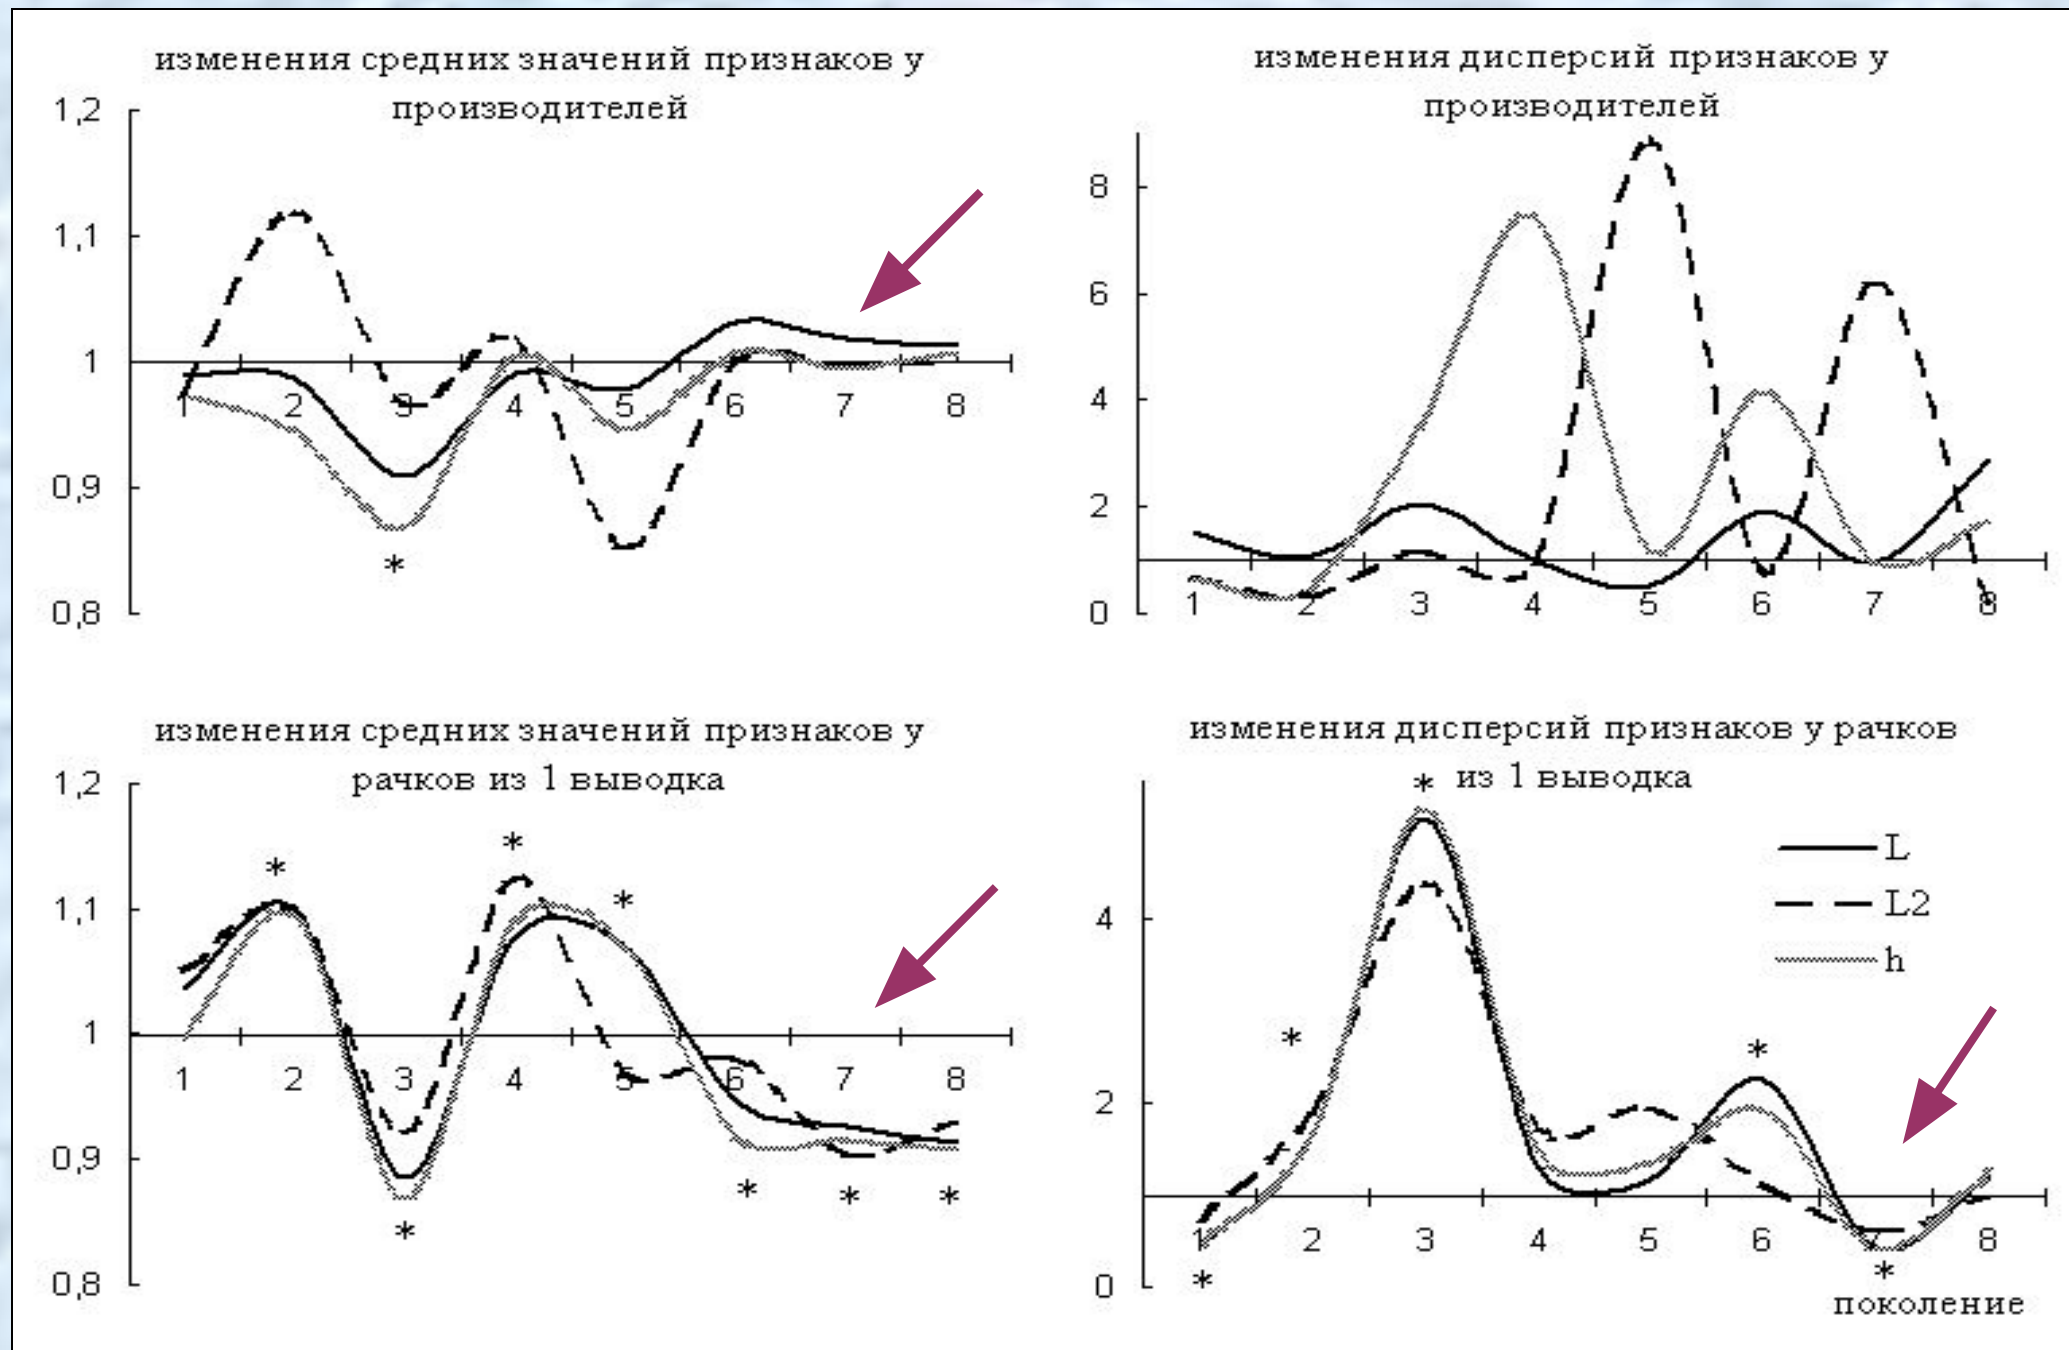 изменения средних значений признаков у
производителей
1,2
1,1
1
0,9
0,8
1 2 3 4 5 6 7 8
*
изменения дисперсий признаков у
производителей
8
6
4
2
0
1 2 3 4 5 6 7 8
изменения средних значений признаков у
рачков из 1 выводка
1,2
1,1
1
0,9
0,8
* * *
1 2 3 4 5 6 7 8
* * * *
изменения дисперсий признаков у рачков
* из 1 выводка
4
2
0
L
L2
h
* *
1 2 3 4 5 6 7 8
* *
поколение